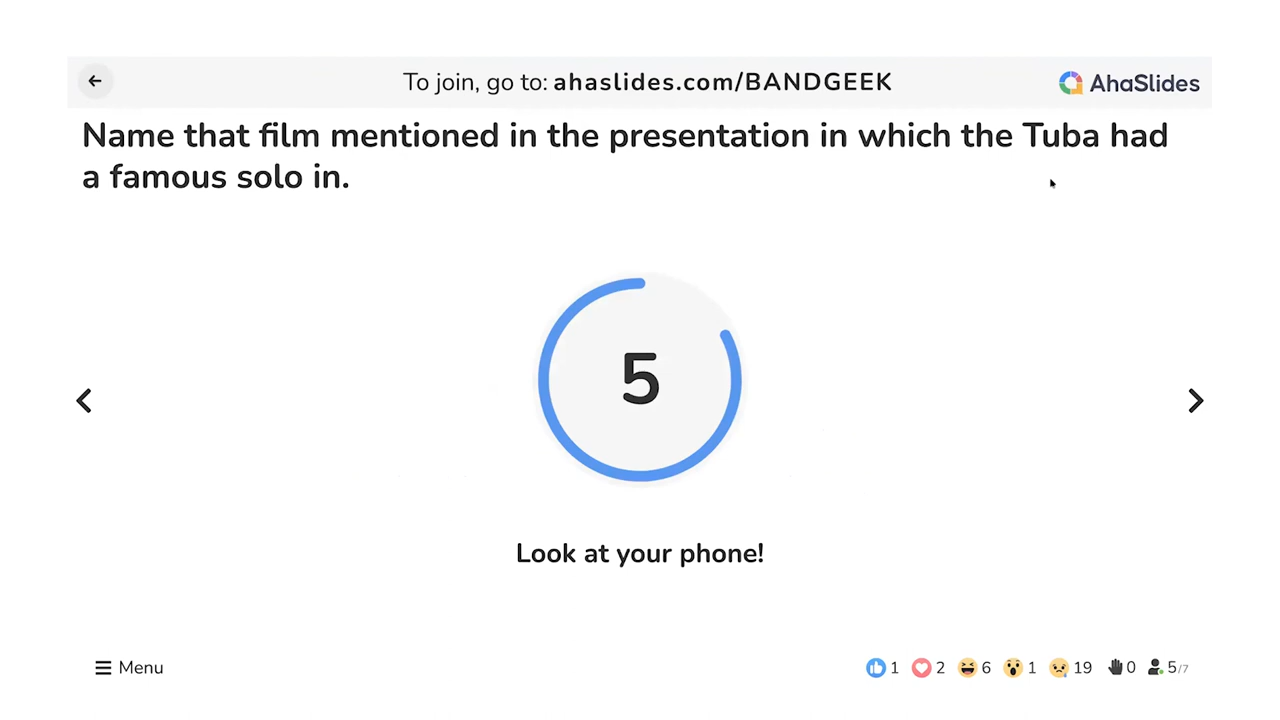 To join, go to: ahaslides.com/BANDGEEK
AhaSlides
Name that film mentioned in the presentation in which the Tuba had
a famous solo in.
5
Look at your phone!
Menu
1 2 6 1 19 0 5/7